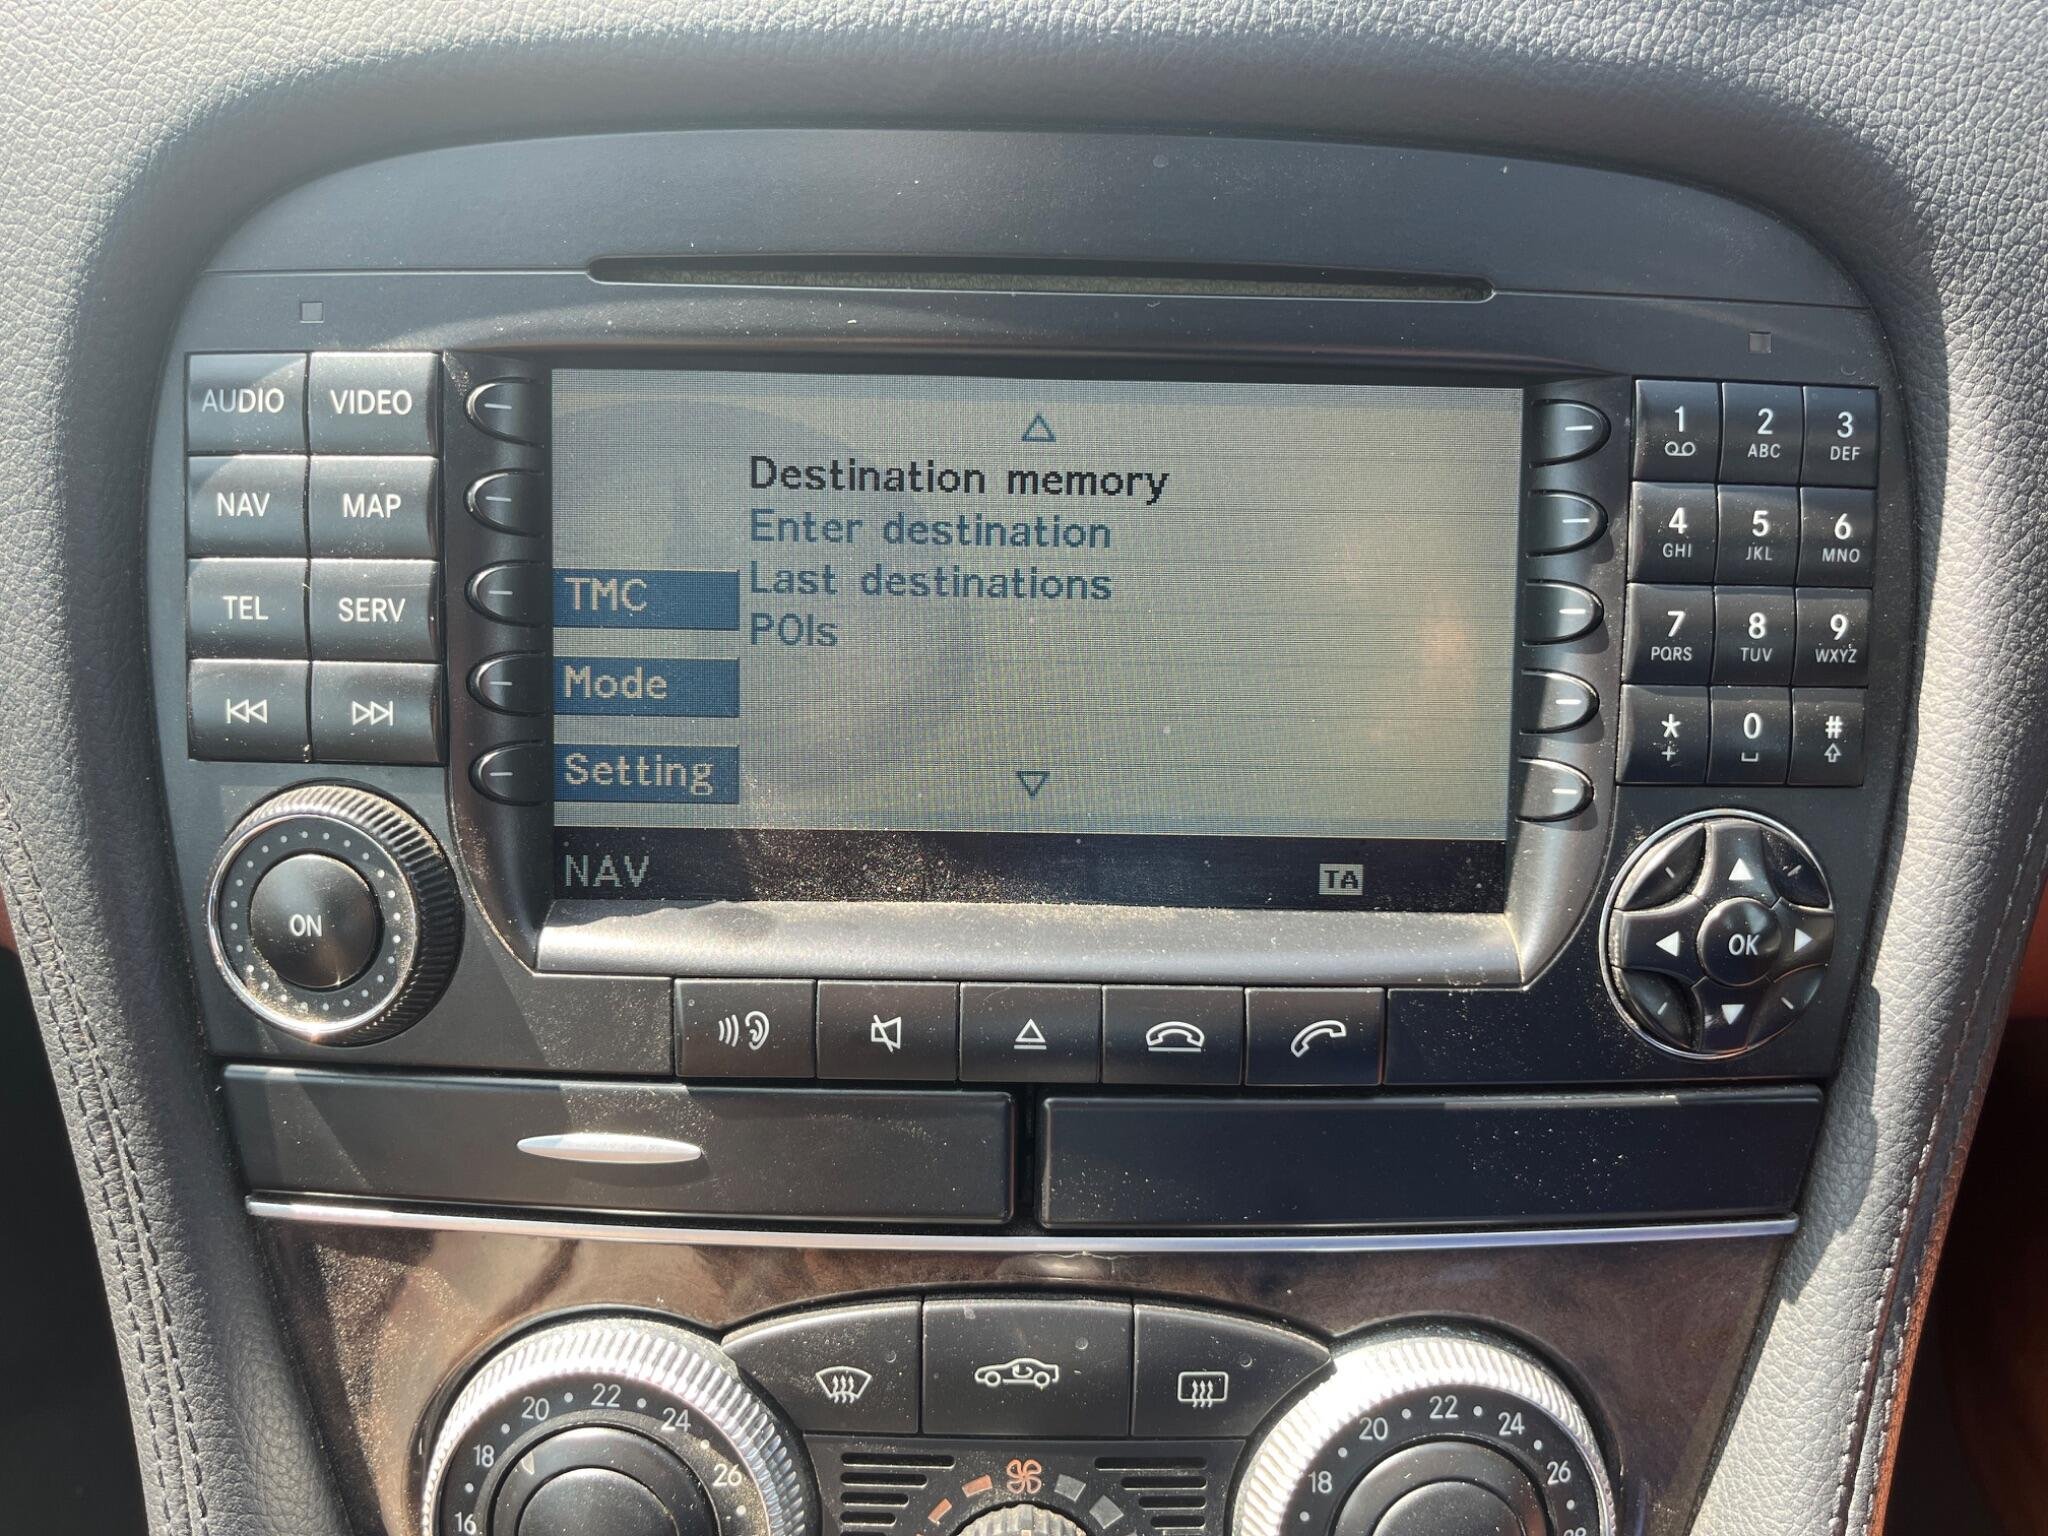 AUDIO VIDEO
NAV MAP
TEL SERV
ON
Destination memory
Enter destination
Last destinations
POIs
TMC
Mode
Setting
NAV TA
1 2 3
ABC DEF
4 5 6
GHI JKL MNO
7 8 9
PQRS TUV WXYZ
* 0 #
+
OK
16 18 20 22 24 26
18 20 22 24 26